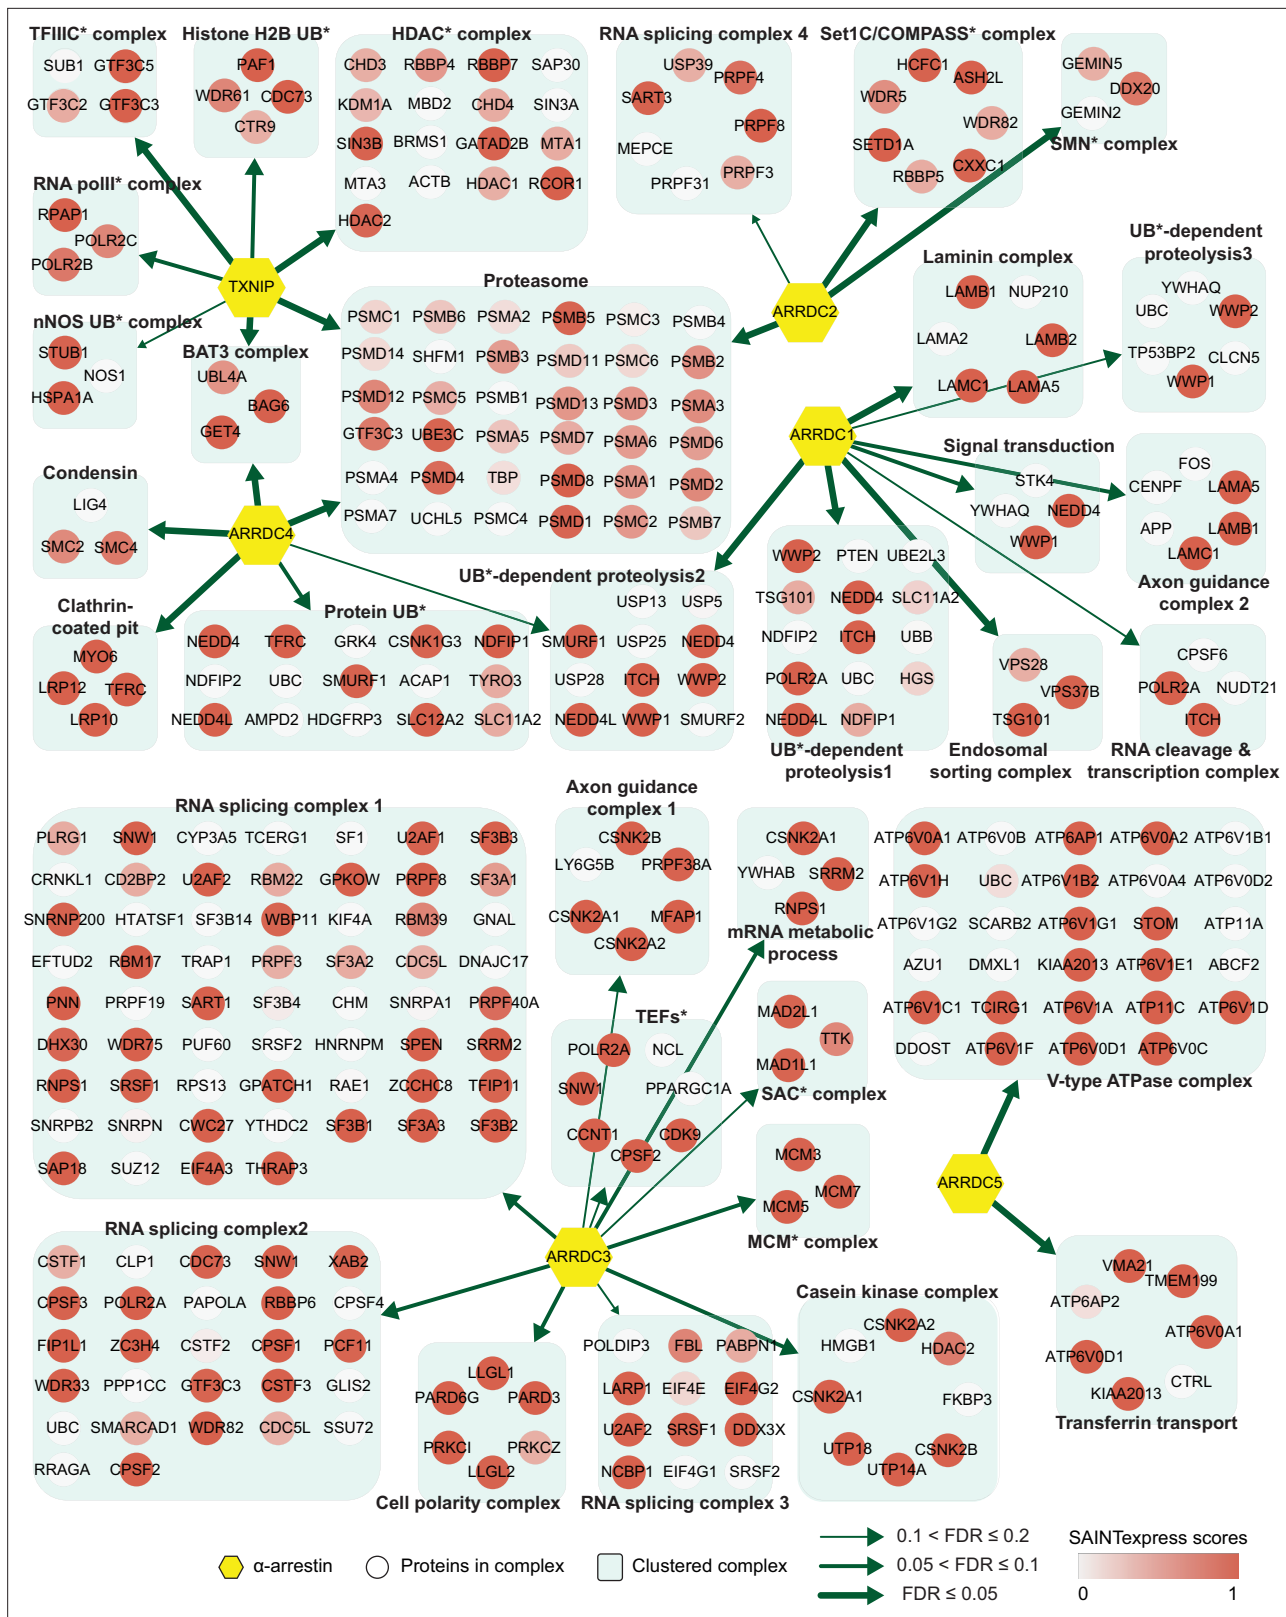 TFIIIC* complex
SUB1 GTF3C5
GTF3C2 GTF3C3
Histone H2B UB*
PAF1
WDR61 CDC73
CTR9
HDAC* complex
CHD3 RBBP4 RBBP7 SAP30
KDM1A MBD2 CHD4 SIN3A
SIN3B BRMS1 GATAD2B MTA1
MTA3 ACTB HDAC1 RCOR1
HDAC2
RNA splicing complex 4
USP39 PRPF4
SART3
PRPF8
MEPCE
PRPF31 PRPF3
Set1C/COMPASS* complex
HCFC1 ASH2L
WDR5
WDR82
SETD1A
RBBP5 CXXC1
GEMIN5
DDX20
GEMIN2
SMN* complex
RNA polII* complex
RPAP1
POLR2C
POLR2B
TXNIP
nNOS UB* complex
STUB1
NOS1
HSPA1A
BAT3 complex
UBL4A
BAG6
GET4
Proteasome
PSMC1 PSMB6 PSMA2 PSMB5 PSMC3 PSMB4
PSMD14 SHFM1 PSMB3 PSMD11 PSMC6 PSMB2
PSMD12 PSMC5 PSMB1 PSMD13 PSMD3 PSMA3
GTF3C3 UBE3C PSMA5 PSMD7 PSMA6 PSMD6
PSMA4 PSMD4 TBP PSMD8 PSMA1 PSMD2
PSMA7 UCHL5 PSMC4 PSMD1 PSMC2 PSMB7
ARRDC2
Laminin complex
LAMB1 NUP210
LAMA2 LAMB2
LAMC1 LAMA5
UB*-dependent
proteolysis3
YWHAQ
UBC WWP2
TP53BP2 CLCN5
WWP1
ARRDC1
Signal transduction
STK4
YWHAQ NEDD4
WWP1
FOS
CENPF LAMA5
APP LAMB1
LAMC1
Axon guidance
complex 2
Condensin
LIG4
SMC2 SMC4
ARRDC4
Clathrin-
coated pit
MYO6
LRP12 TFRC
LRP10
Protein UB*
NEDD4 TFRC GRK4 CSNK1G3 NDFIP1
NDFIP2 UBC SMURF1 ACAP1 TYRO3
NEDD4L AMPD2 HDGFRP3 SLC12A2 SLC11A2
UB*-dependent proteolysis2
USP13 USP5
SMURF1 USP25 NEDD4
USP28 ITCH WWP2
NEDD4L WWP1 SMURF2
WWP2 PTEN UBE2L3
TSG101 NEDD4 SLC11A2
NDFIP2 ITCH UBB
POLR2A UBC HGS
NEDD4L NDFIP1
UB*-dependent
proteolysis1
VPS28
VPS37B
TSG101
Endosomal
sorting complex
CPSF6
POLR2A NUDT21
ITCH
RNA cleavage &
transcription complex
RNA splicing complex 1
PLRG1 SNW1 CYP3A5 TCERG1 SF1 U2AF1 SF3B3
CRNKL1 CD2BP2 U2AF2 RBM22 GPKOW PRPF8 SF3A1
SNRNP200 HTATSF1 SF3B14 WBP11 KIF4A RBM39 GNAL
EFTUD2 RBM17 TRAP1 PRPF3 SF3A2 CDC5L DNAJC17
PNN PRPF19 SART1 SF3B4 CHM SNRPA1 PRPF40A
DHX30 WDR75 PUF60 SRSF2 HNRNPM SPEN SRRM2
RNPS1 SRSF1 RPS13 GPATCH1 RAE1 ZCCHC8 TFIP11
SNRPB2 SNRPN CWC27 YTHDC2 SF3B1 SF3A3 SF3B2
SAP18 SUZ12 EIF4A3 THRAP3
Axon guidance
complex 1
CSNK2B
LY6G5B PRPF38A
CSNK2A1 MFAP1
CSNK2A2
CSNK2A1
YWHAB SRRM2
RNPS1
mRNA metabolic
process
ATP6V0A1 ATP6V0B ATP6AP1 ATP6V0A2 ATP6V1B1
ATP6V1H UBC ATP6V1B2 ATP6V0A4 ATP6V0D2
ATP6V1G2 SCARB2 ATP6V1G1 STOM ATP11A
AZU1 DMXL1 KIAA2013 ATP6V1E1 ABCF2
ATP6V1C1 TCIRG1 ATP6V1A ATP11C ATP6V1D
DDOST ATP6V1F ATP6V0D1 ATP6V0C
V-type ATPase complex
TEFs*
POLR2A NCL
SNW1 PPARGC1A
CCNT1 CDK9
CPSF2
MAD2L1
TTK
MAD1L1
SAC* complex
MCM3
MCM7
MCM5
MCM* complex
ARRDC5
ARRDC3
RNA splicing complex2
CSTF1 CLP1 CDC73 SNW1 XAB2
CPSF3 POLR2A PAPOLA RBBP6 CPSF4
FIP1L1 ZC3H4 CSTF2 CPSF1 PCF11
WDR33 PPP1CC GTF3C3 CSTF3 GLIS2
UBC SMARCAD1 WDR82 CDC5L SSU72
RRAGA CPSF2
LLGL1
PARD6G PARD3
PRKCI PRKCZ
LLGL2
Cell polarity complex
POLDIP3 FBL PABPN1
LARP1 EIF4E EIF4G2
U2AF2 SRSF1 DDX3X
NCBP1 EIF4G1 SRSF2
RNA splicing complex 3
Casein kinase complex
CSNK2A2
HMGB1 HDAC2
CSNK2A1 FKBP3
UTP18 CSNK2B
UTP14A
VMA21
TMEM199
ATP6AP2
ATP6V0A1
ATP6V0D1
CTRL
KIAA2013
Transferrin transport
α-arrestin
Proteins in complex
Clustered complex
0.1 < FDR ≤ 0.2
0.05 < FDR ≤ 0.1
FDR ≤ 0.05
SAINTexpress scores
0 1